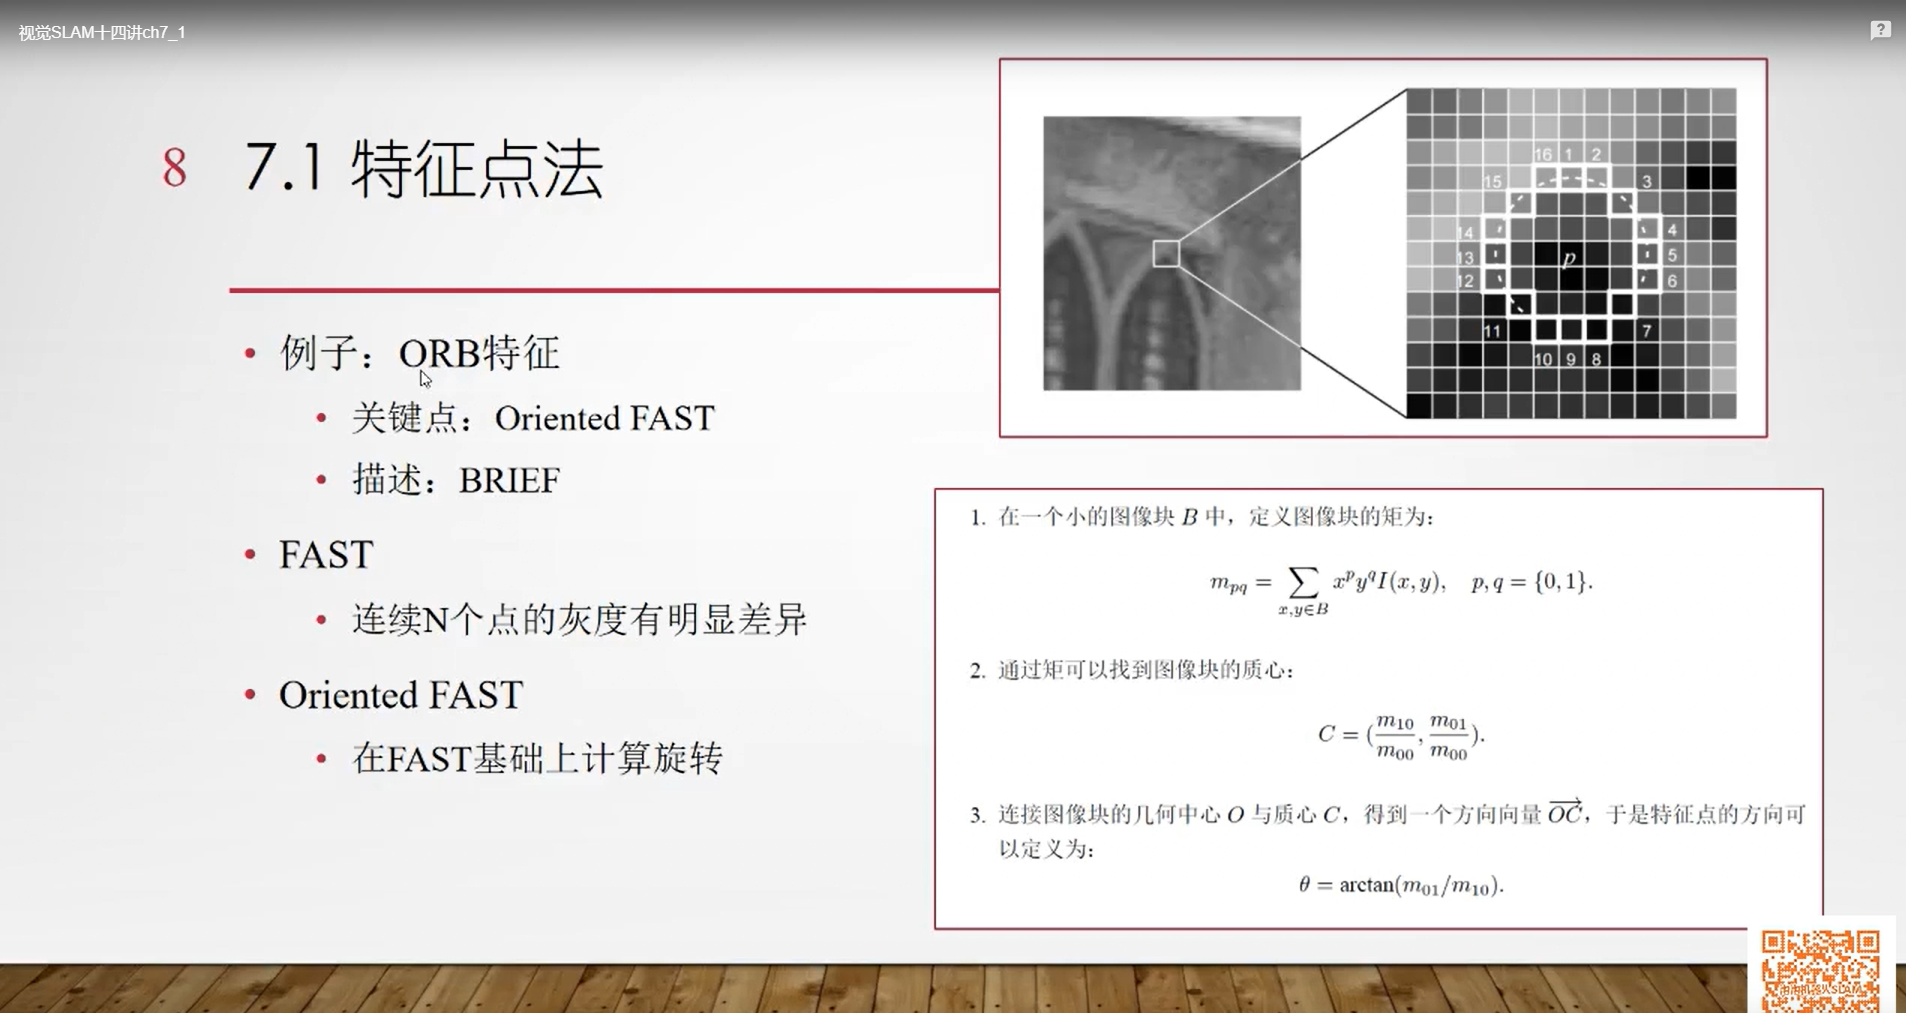 视觉SLAM十四讲ch7_1
8 7.1 特征点法
• 例子：ORB特征
• 关键点：Oriented FAST
• 描述：BRIEF
• FAST
• 连续N个点的灰度有明显差异
• Oriented FAST
• 在FAST基础上计算旋转
16 1 2
15 3
14 4
13 p 5
12 6
11 7
10 9 8
1. 在一个小的图像块 B 中，定义图像块的矩为：
m_{pq} = \sum_{x,y∈B} x^p y^q I(x, y), p, q = {0, 1}.
2. 通过矩可以找到图像块的质心：
C = (\frac{m_{10}}{m_{00}}, \frac{m_{01}}{m_{00}}).
3. 连接图像块的几何中心 O 与质心 C，得到一个方向向量 \overrightarrow{OC}，于是特征点的方向可
以定义为：
θ = arctan(m_{01}/m_{10}).